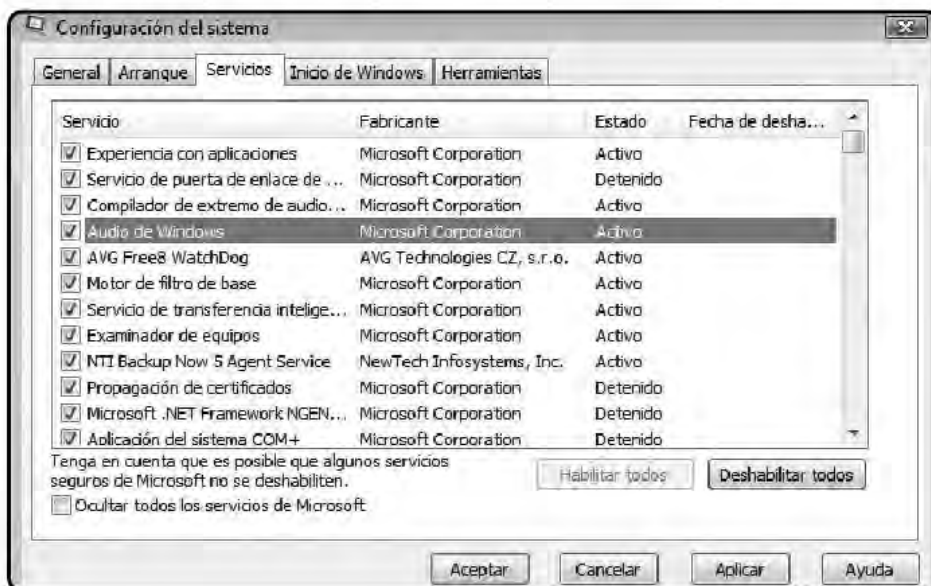 Configuración del sistema
General Arranque Servicios Inicio de Windows Herramientas
Servicio Fabricante Estado Fecha de desha...
Experiencia con aplicaciones Microsoft Corporation Activo
Servicio de puerta de enlace de ... Microsoft Corporation Detenido
Compilador de extremo de audio... Microsoft Corporation Activo
Audio de Windows Microsoft Corporation Activo
AVG Free8 WatchDog AVG Technologies CZ, s.r.o. Activo
Motor de filtro de base Microsoft Corporation Activo
Servicio de transferencia intelige... Microsoft Corporation Activo
Examinador de equipos Microsoft Corporation Activo
NTI Backup Now 5 Agent Service NewTech Infosystems, Inc. Activo
Propagación de certificados Microsoft Corporation Detenido
Microsoft .NET Framework NGEN... Microsoft Corporation Detenido
Aplicación del sistema COM+ Microsoft Corporation Detenido
Tenga en cuenta que es posible que algunos servicios
seguros de Microsoft no se deshabiliten.
Habilitar todos Deshabilitar todos
Ocultar todos los servicios de Microsoft
Aceptar Cancelar Aplicar Ayuda